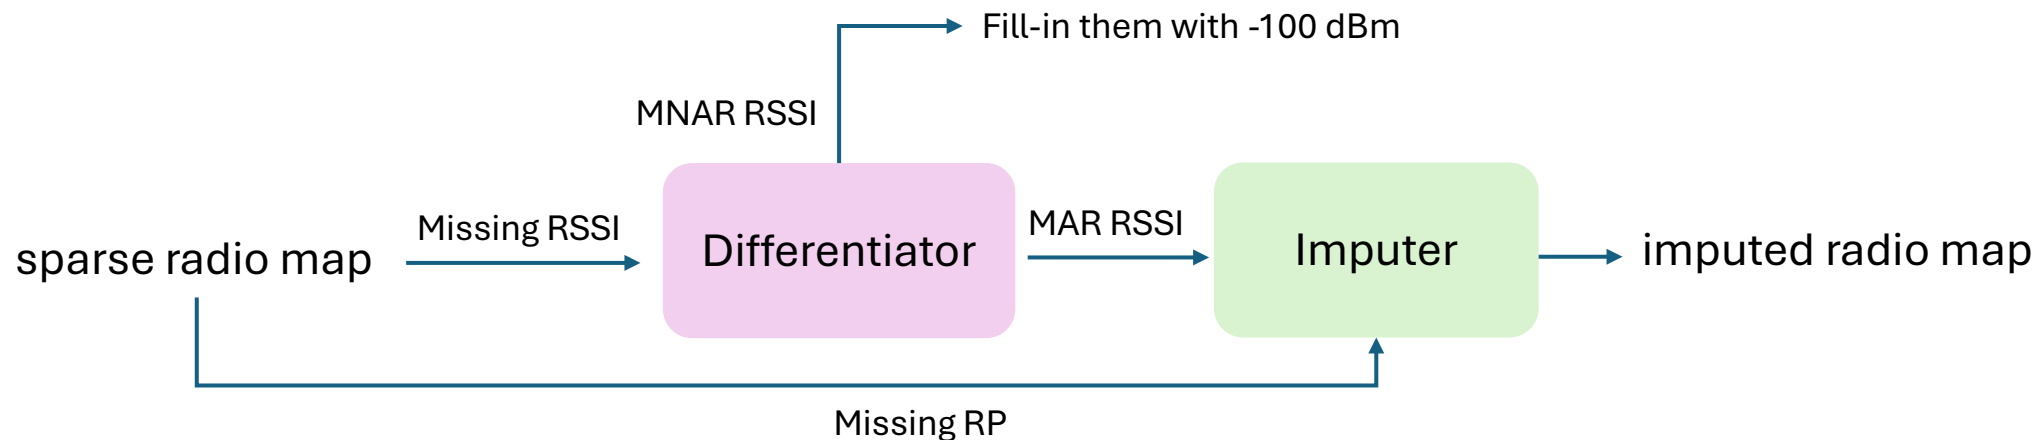 Fill-in them with -100 dBm
MNAR RSSI
sparse radio map
Missing RSSI
Differentiator
MAR RSSI
Imputer
imputed radio map
Missing RP